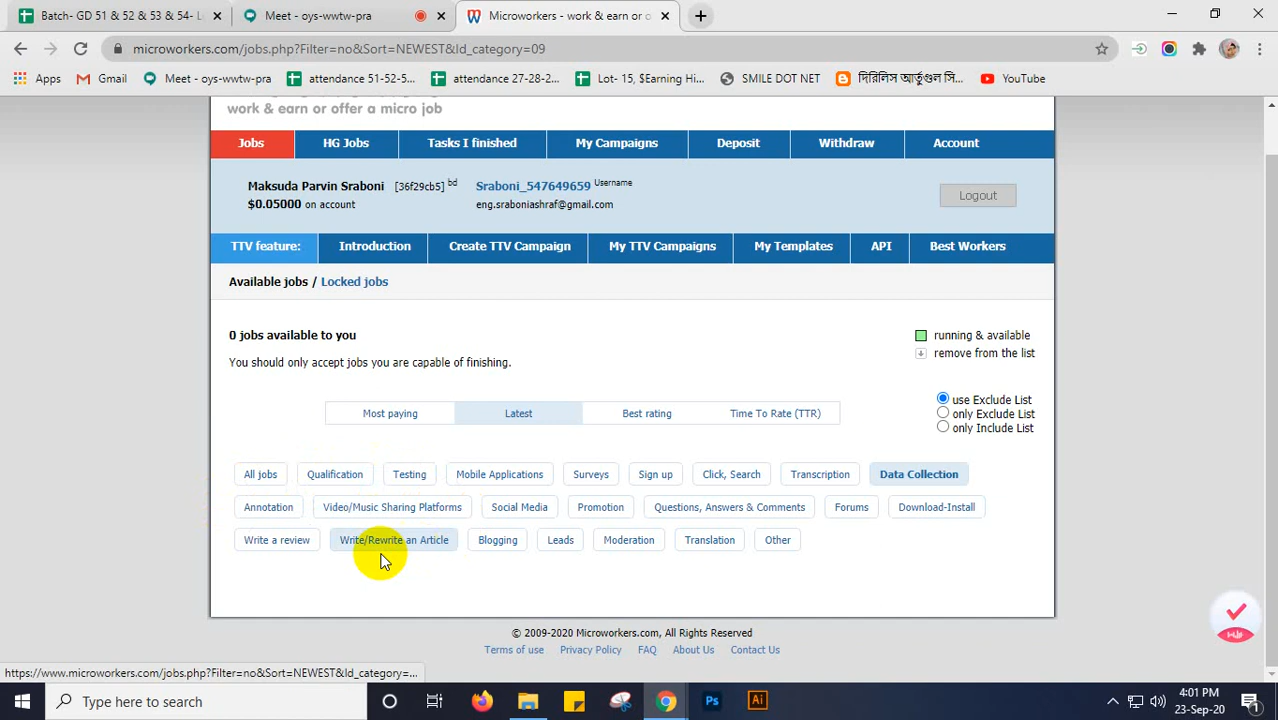 Batch- GD 51 & 52 & 53 & 54- L
Meet - oys-wwtw-pra
Microworkers - work & earn or o
microworkers.com/jobs.php?Filter=no&Sort=NEWEST&Id_category=09
Apps
Gmail
Meet - oys-wwtw-pra
attendance 51-52-5...
attendance 27-28-2...
Lot- 15, $Earning Hi...
SMILE DOT NET
দিরিলিস আর্তুগুল সি...
YouTube
work & earn or offer a micro job
Jobs
HG Jobs
Tasks I finished
My Campaigns
Deposit
Withdraw
Account
Maksuda Parvin Sraboni [36f29cb5] bd
Sraboni_547649659 Username
Logout
$0.05000 on account
eng.sraboniashraf@gmail.com
TTV feature:
Introduction
Create TTV Campaign
My TTV Campaigns
My Templates
API
Best Workers
Available jobs / Locked jobs
0 jobs available to you
running & available
remove from the list
You should only accept jobs you are capable of finishing.
use Exclude List
only Exclude List
only Include List
Most paying
Latest
Best rating
Time To Rate (TTR)
All jobs
Qualification
Testing
Mobile Applications
Surveys
Sign up
Click, Search
Transcription
Data Collection
Annotation
Video/Music Sharing Platforms
Social Media
Promotion
Questions, Answers & Comments
Forums
Download-Install
Write a review
Write/Rewrite an Article
Blogging
Leads
Moderation
Translation
Other
© 2009-2020 Microworkers.com, All Rights Reserved
Terms of use
Privacy Policy
FAQ
About Us
Contact Us
https://www.microworkers.com/jobs.php?Filter=no&Sort=NEWEST&Id_category=...
Type here to search
Ps
Ai
4:01 PM
23-Sep-20
1